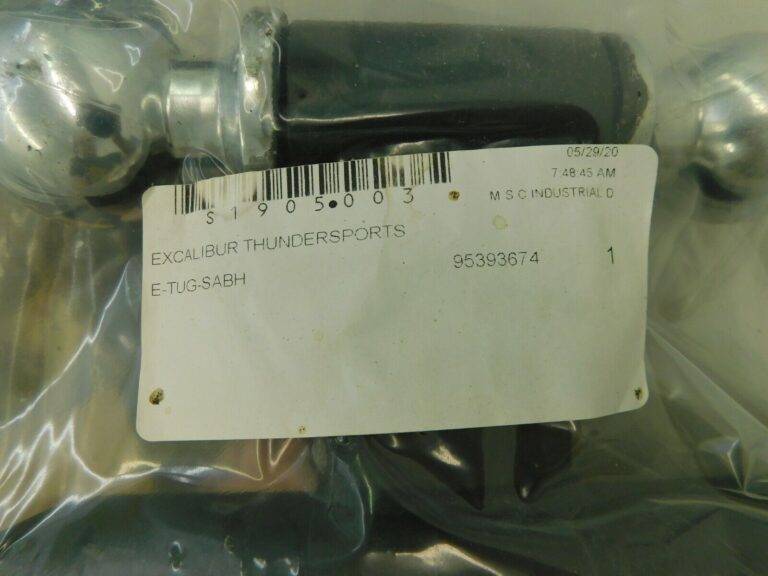 05/29/20
7:48:45 AM
M S C INDUSTRIAL D
S1905.003
EXCALIBUR THUNDERSPORTS
E-TUG-SABH
95393674 1